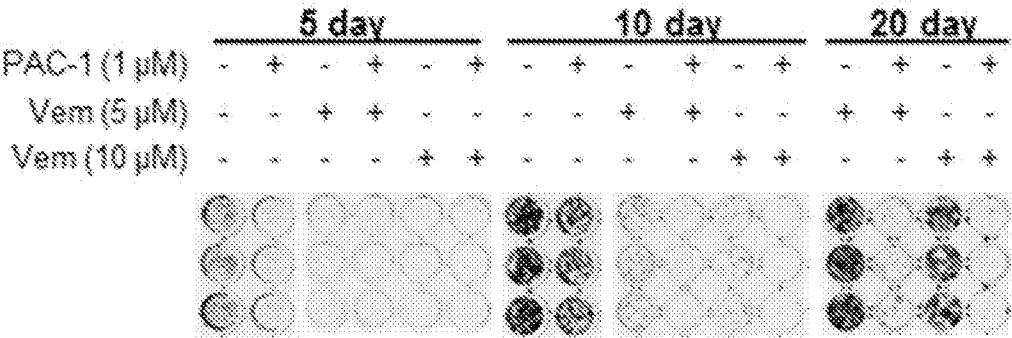 5 day 10 day 20 day
PAC-1 (1 µM) - + - + - + - + - + - + - + - +
Vem (5 µM) - - + + - - - - + + - - + + - -
Vem (10 µM) - - - - + + - - - - + + - - + +